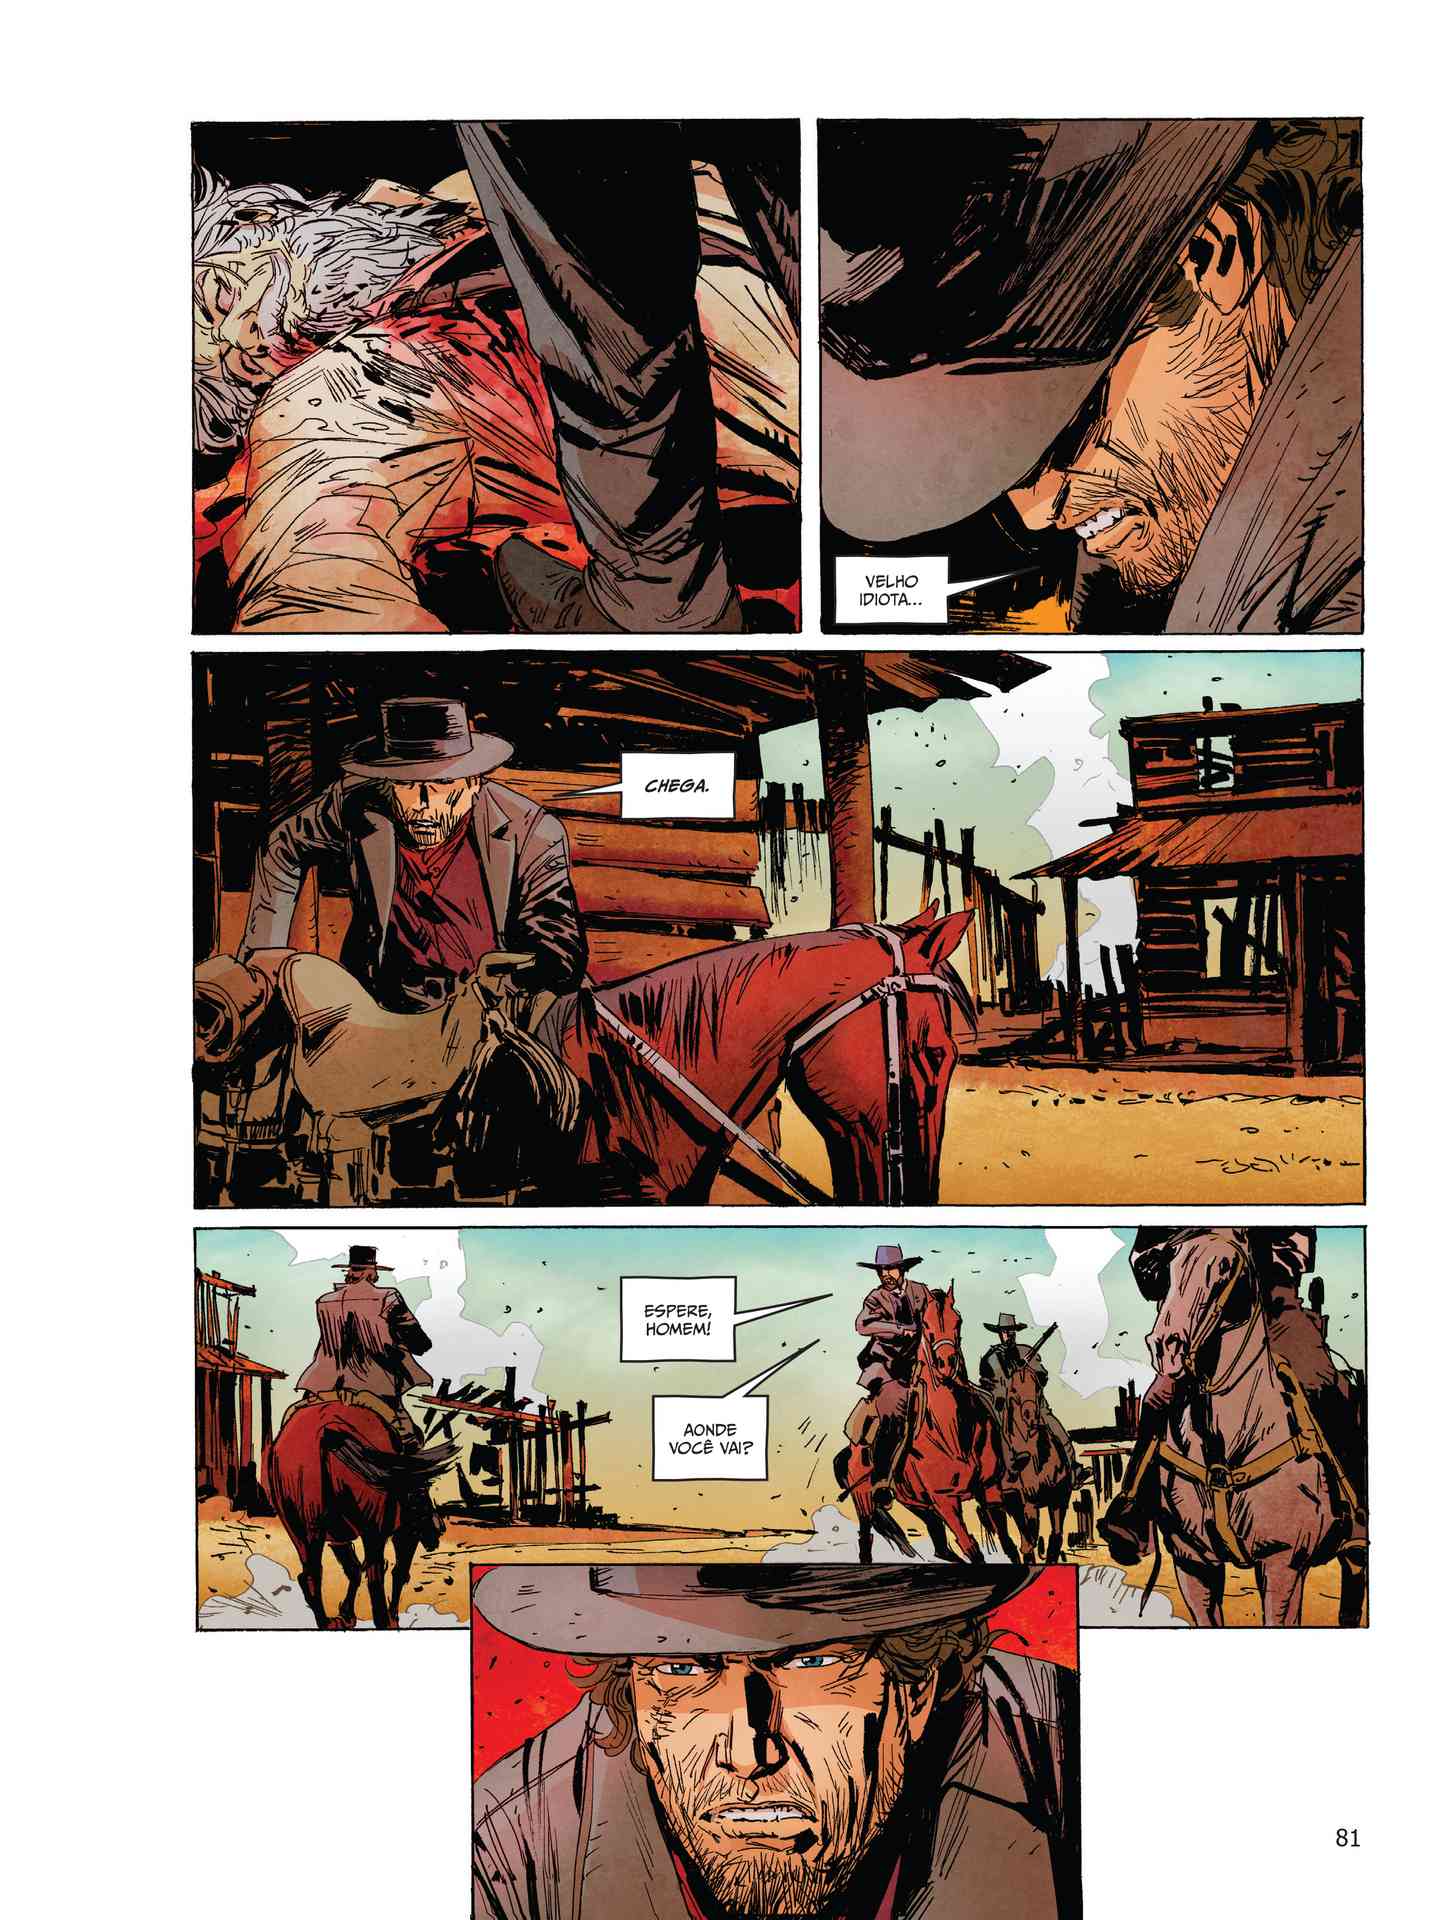 VELHO
IDIOTA...
CHEGA.
ESPERE,
HOMEM!
AONDE
VOCÊ VAI?
81